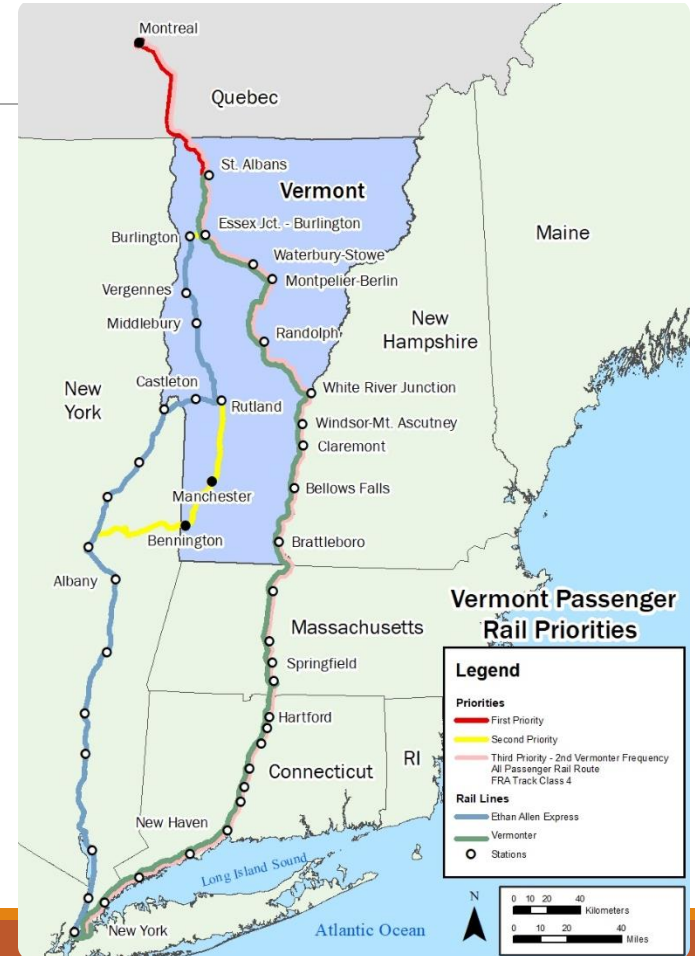 Montreal
Quebec
St. Albans
Vermont
Essex Jct. - Burlington
Burlington
Maine
Waterbury-Stowe
Montpelier-Berlin
Vergennes
Middlebury
Randolph
New
Hampshire
Castleton
White River Junction
New
York
Rutland
Windsor-Mt. Ascutney
Claremont
Manchester
Bellows Falls
Bennington
Brattleboro
Albany
Vermont Passenger
Rail Priorities
Massachusetts
Springfield
Hartford
Connecticut
RI
New Haven
Long Island Sound
New York
Atlantic Ocean
Legend
Priorities
First Priority
Second Priority
Third Priority - 2nd Vermonter Frequency
All Passenger Rail Route
FRA Track Class 4
Rail Lines
Ethan Allen Express
Vermonter
Stations
N
0 10 20 40
Kilometers
0 10 20 40
Miles